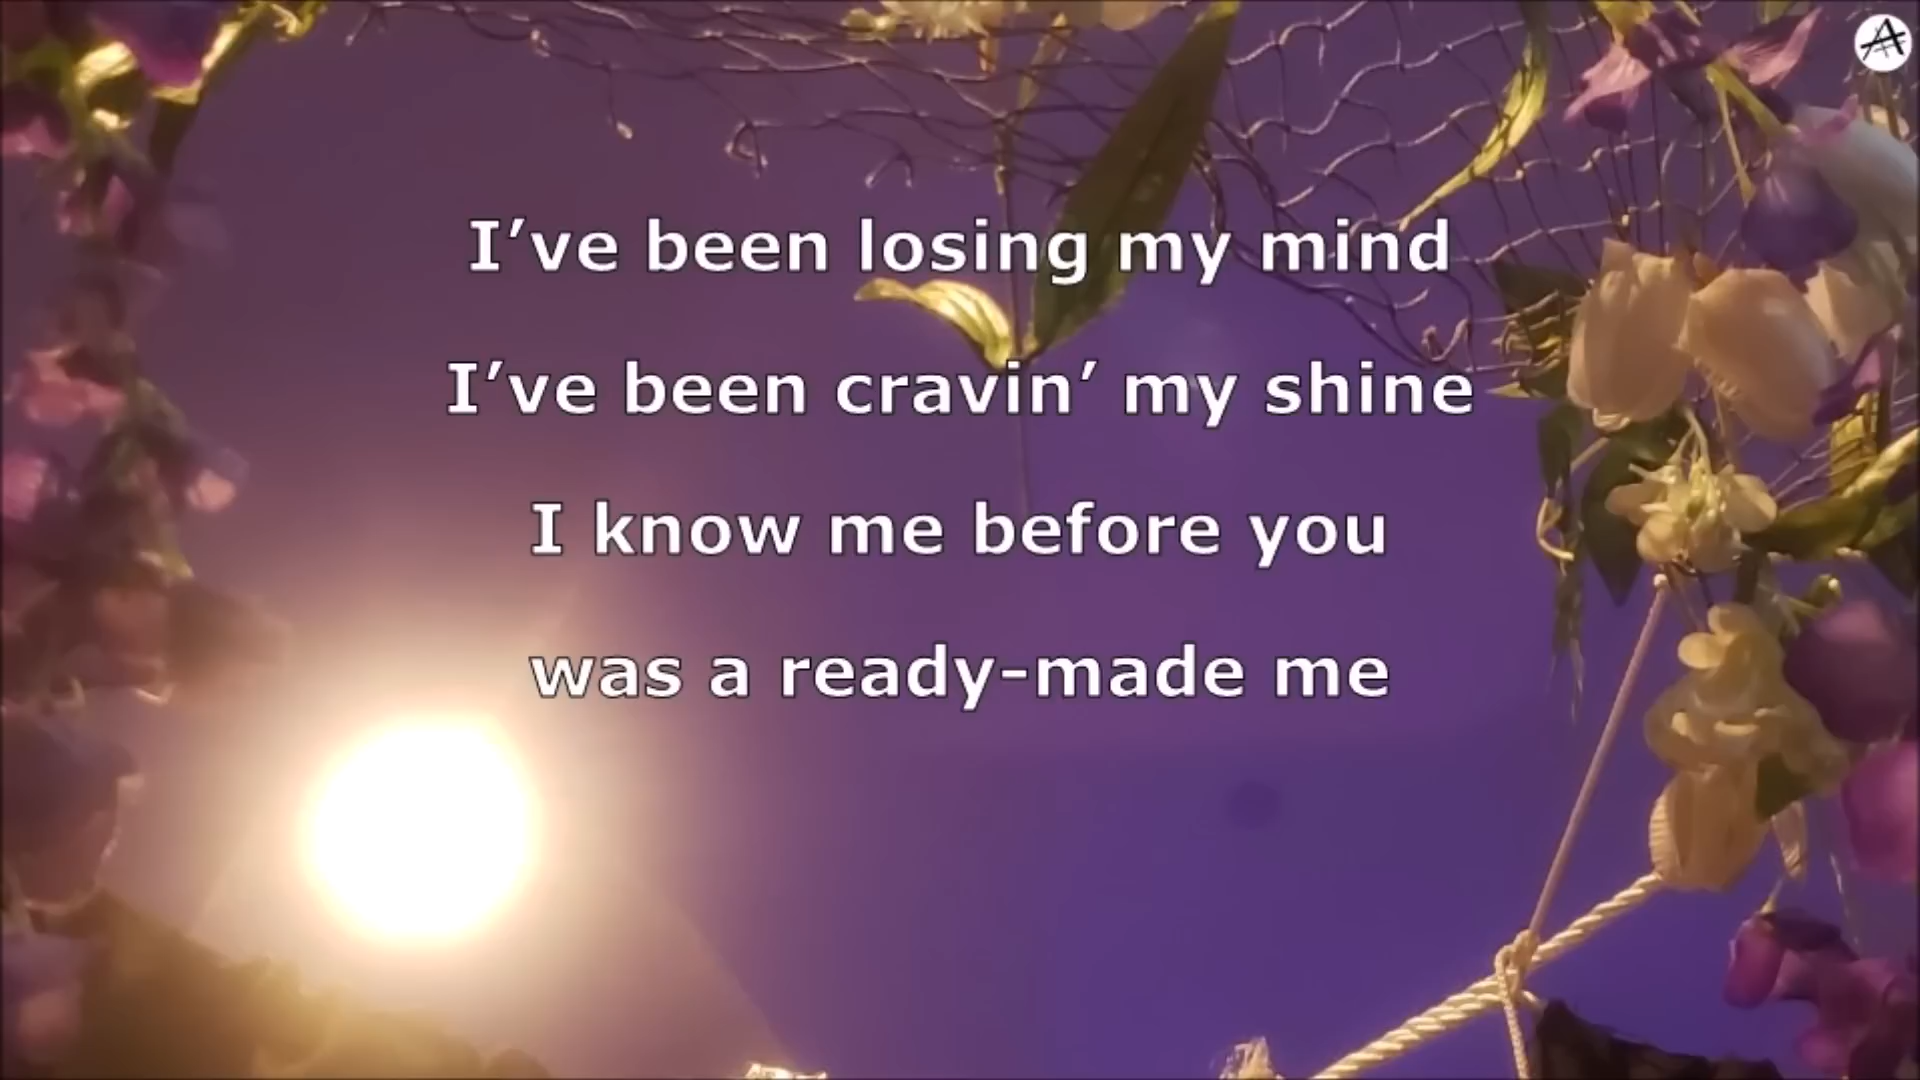 I’ve been losing my mind
I’ve been cravin’ my shine
I know me before you
was a ready-made me